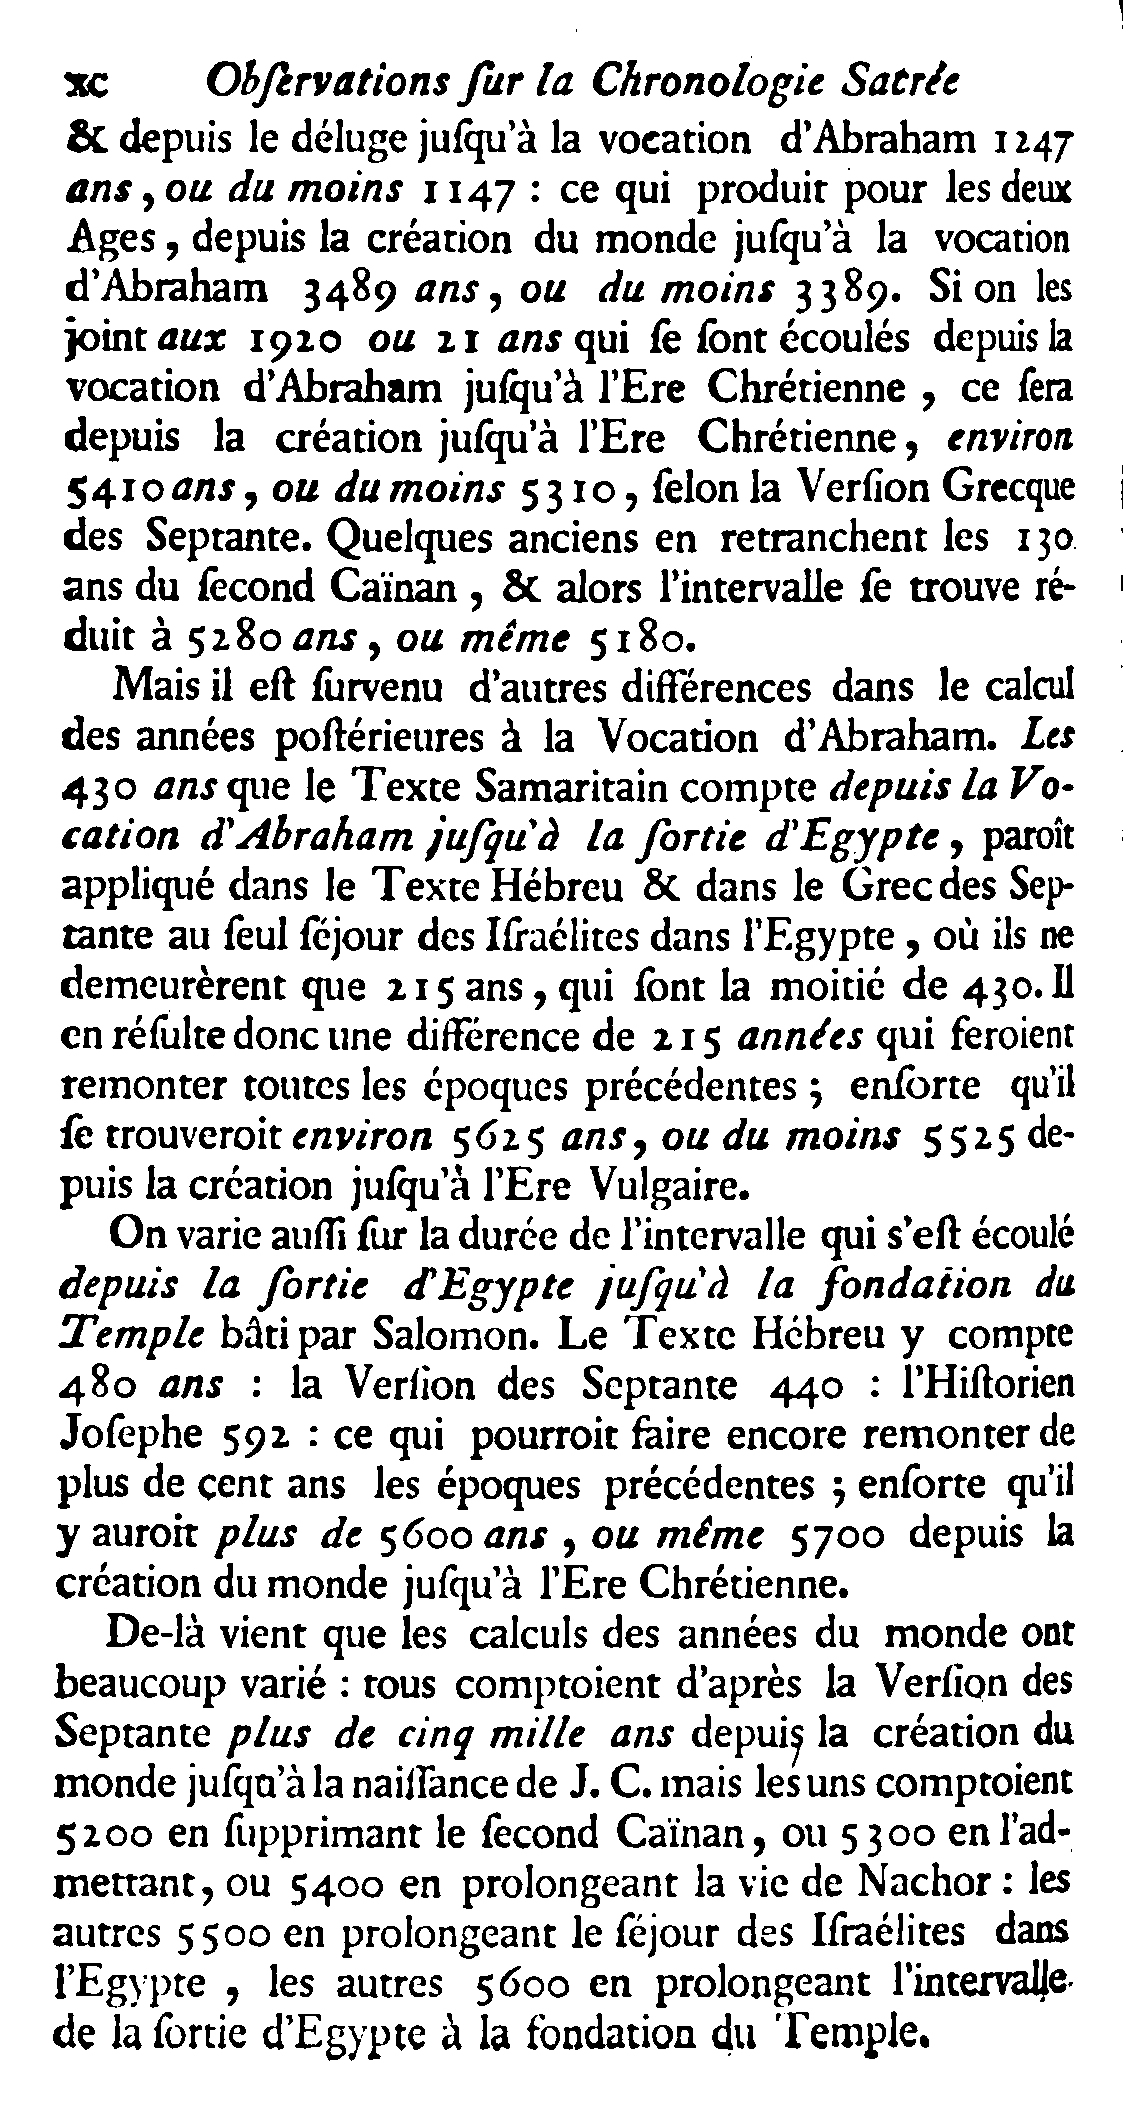 xc Obſervations ſur la Chronologie Sacrée
& depuis le déluge juſqu'à la vocation d'Abraham 1247
ans, ou du moins 1147 : ce qui produit pour les deux
Ages, depuis la création du monde juſqu'à la vocation
d'Abraham 3489 ans, ou du moins 3389. Si on les
joint aux 1920 ou 21 ans qui ſe ſont écoulés depuis la
vocation d'Abraham juſqu'à l'Ere Chrétienne, ce ſera
depuis la création juſqu'à l'Ere Chrétienne, environ
5410 ans, ou du moins 5310, ſelon la Verſion Grecque
des Septante. Quelques anciens en retranchent les 130
ans du ſecond Caïnan, & alors l'intervalle ſe trouve ré-
duit à 5280 ans, ou même 5180.
Mais il eſt ſurvenu d'autres différences dans le calcul
des années poſtérieures à la Vocation d'Abraham. Les
430 ans que le Texte Samaritain compte depuis la Vo-
cation d'Abraham juſqu'à la ſortie d'Egypte, paroît
appliqué dans le Texte Hébreu & dans le Grec des Sep-
tante au ſeul ſéjour des Iſraélites dans l'Egypte, où ils ne
demeurèrent que 215 ans, qui ſont la moitié de 430. Il
en réſulte donc une différence de 215 années qui feroient
remonter toutes les époques précédentes ; enſorte qu'il
ſe trouveroit environ 5625 ans, ou du moins 5525 de-
puis la création juſqu'à l'Ere Vulgaire.
On varie auſſi ſur la durée de l'intervalle qui s'eſt écoulé
depuis la ſortie d'Egypte juſqu'à la fondation du
Temple bâti par Salomon. Le Texte Hébreu y compte
480 ans : la Verſion des Septante 440 : l'Hiſtorien
Joſephe 592 : ce qui pourroit faire encore remonter de
plus de cent ans les époques précédentes ; enſorte qu'il
y auroit plus de 5600 ans, ou même 5700 depuis la
création du monde juſqu'à l'Ere Chrétienne.
De-là vient que les calculs des années du monde ont
beaucoup varié : tous comptoient d'après la Verſion des
Septante plus de cinq mille ans depuis la création du
monde juſqu'à la naiſſance de J. C. mais les uns comptoient
5200 en ſupprimant le ſecond Caïnan, ou 5300 en l'ad-
mettant, ou 5400 en prolongeant la vie de Nachor : les
autres 5500 en prolongeant le ſéjour des Iſraélites dans
l'Egypte, les autres 5600 en prolongeant l'intervalle
de la ſortie d'Egypte à la fondation du Temple.